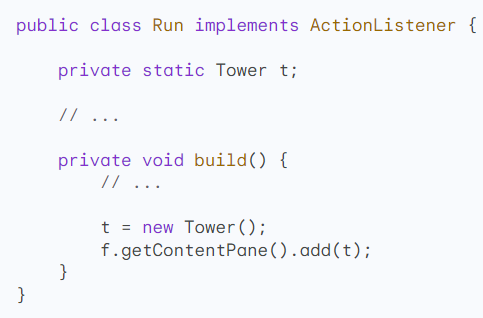 public class Run implements ActionListener {
    private static Tower t;
    // ...
    private void build() {
        // ...
        t = new Tower();
        f.getContentPane().add(t);
    }
}